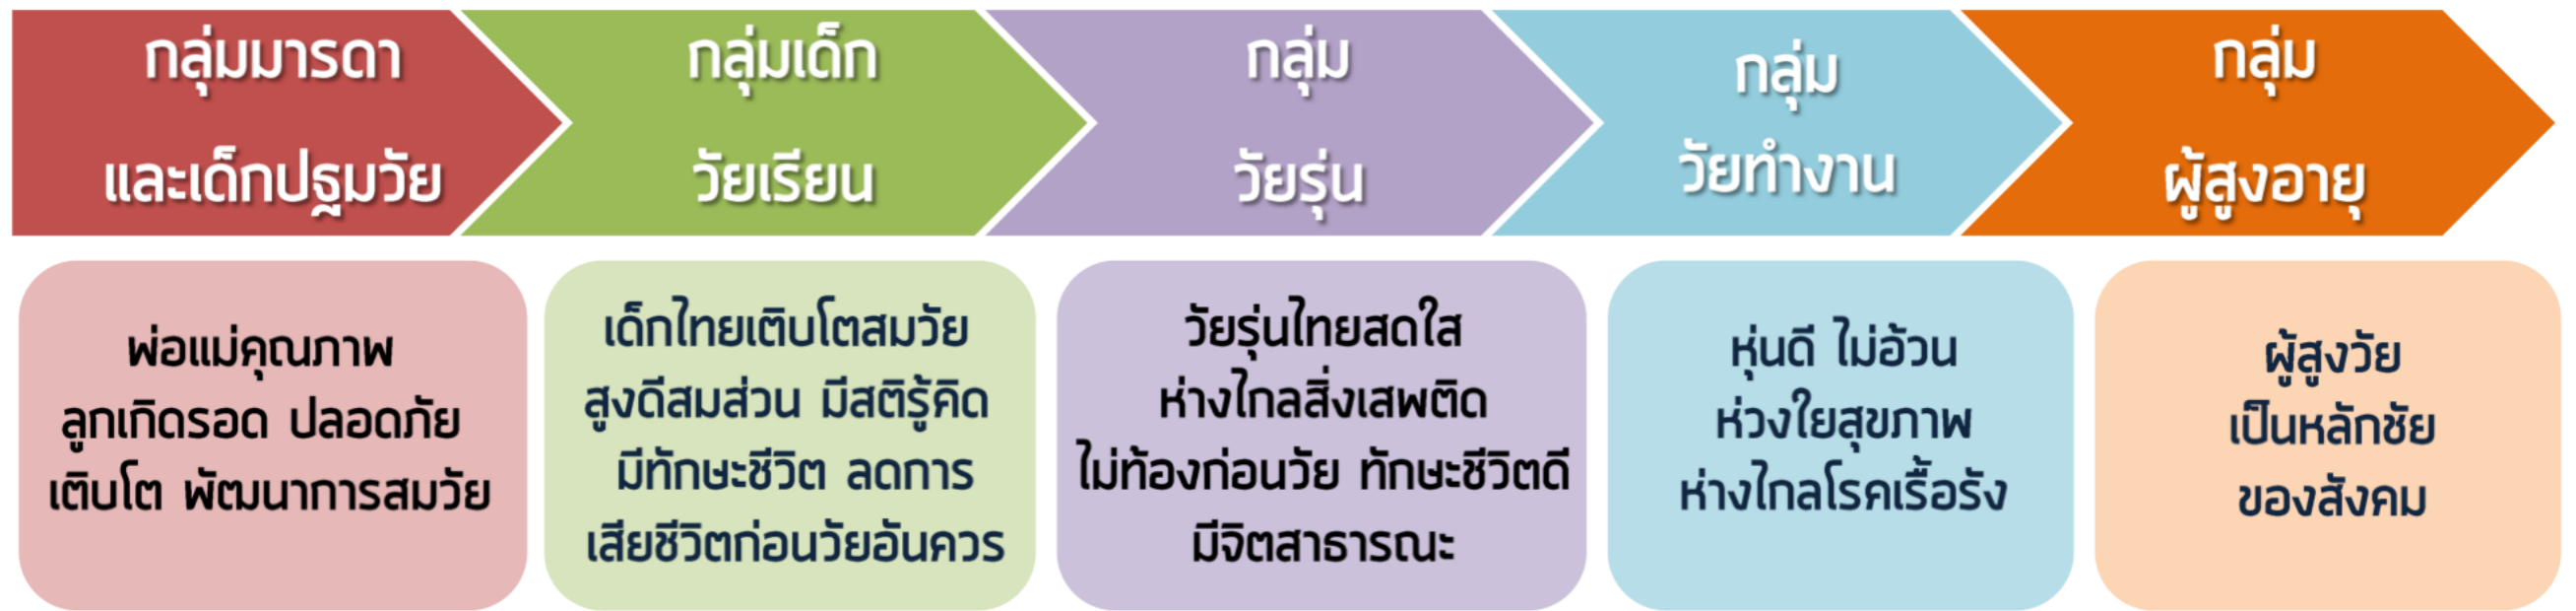 กลุ่มมารดา
และเด็กปฐมวัย
กลุ่มเด็ก
วัยเรียน
กลุ่ม
วัยรุ่น
กลุ่ม
วัยทำงาน
กลุ่ม
ผู้สูงอายุ
พ่อแม่คุณภาพ
ลูกเกิดรอด ปลอดภัย
เติบโต พัฒนาการสมวัย
เด็กไทยเติบโตสมวัย
สูงดีสมส่วน มีสติรู้คิด
มีทักษะชีวิต ลดการ
เสียชีวิตก่อนวัยอันควร
วัยรุ่นไทยสดใส
ห่างไกลสิ่งเสพติด
ไม่ท้องก่อนวัย ทักษะชีวิตดี
มีจิตสาธารณะ
หุ่นดี ไม่อ้วน
ห่วงใยสุขภาพ
ห่างไกลโรคเรื้อรัง
ผู้สูงวัย
เป็นหลักชัย
ของสังคม